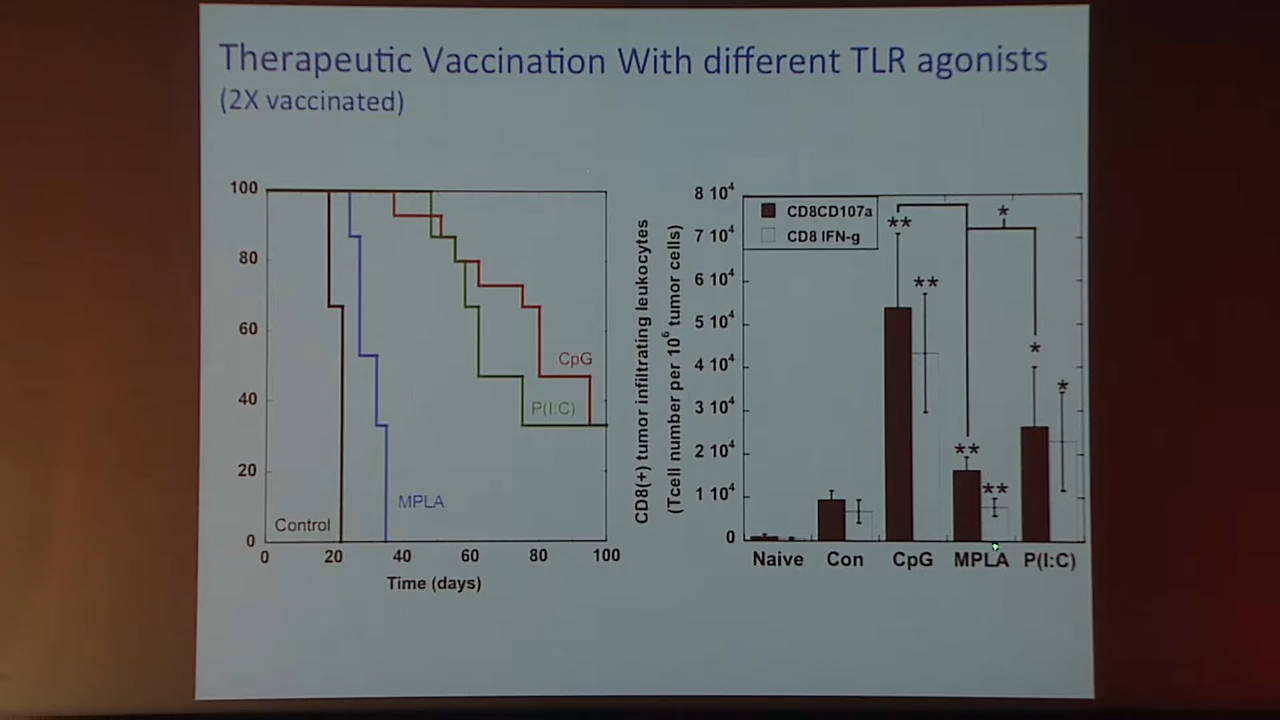 Therapeutic Vaccination With different TLR agonists
(2X vaccinated)
100
80
60
40
20
0
0 20 40 60 80 100
Time (days)
Control
MPLA
CpG
P(I:C)
CD8(+) tumor infiltrating leukocytes
(Tcell number per 10⁶ tumor cells)
8 10⁴
7 10⁴
6 10⁴
5 10⁴
4 10⁴
3 10⁴
2 10⁴
1 10⁴
0
CD8CD107a
CD8 IFN-g
** *
**
*
*
**
**
Naive Con CpG MPLA P(I:C)